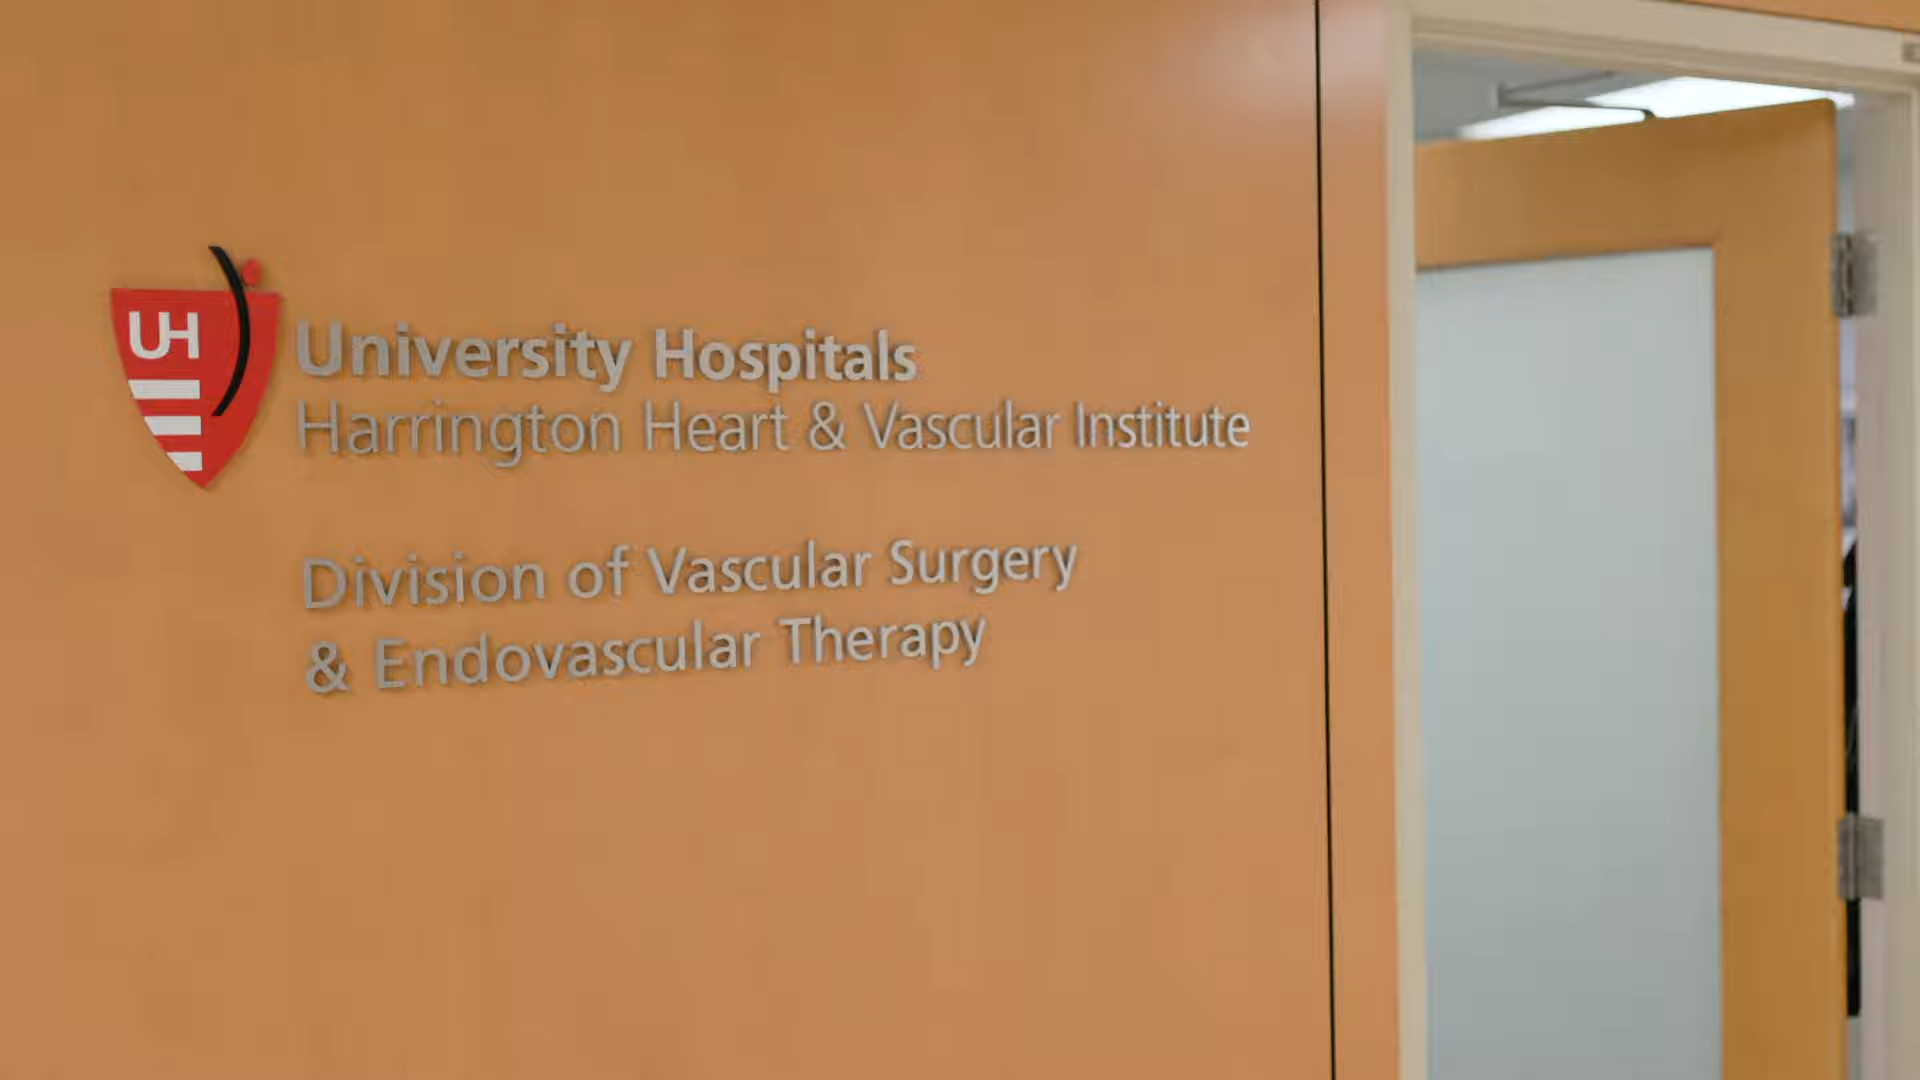 UH
University Hospitals
Harrington Heart & Vascular Institute
Division of Vascular Surgery
& Endovascular Therapy